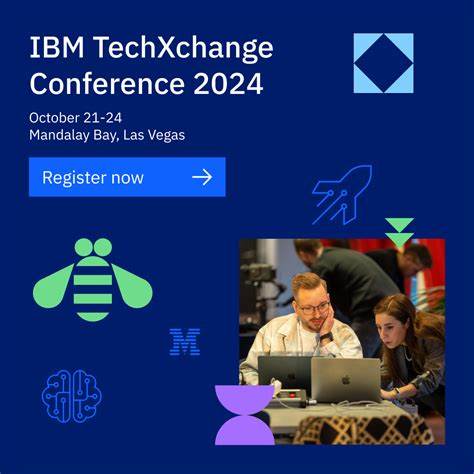 IBM TechXchange
Conference 2024
October 21-24
Mandalay Bay, Las Vegas
Register now
M